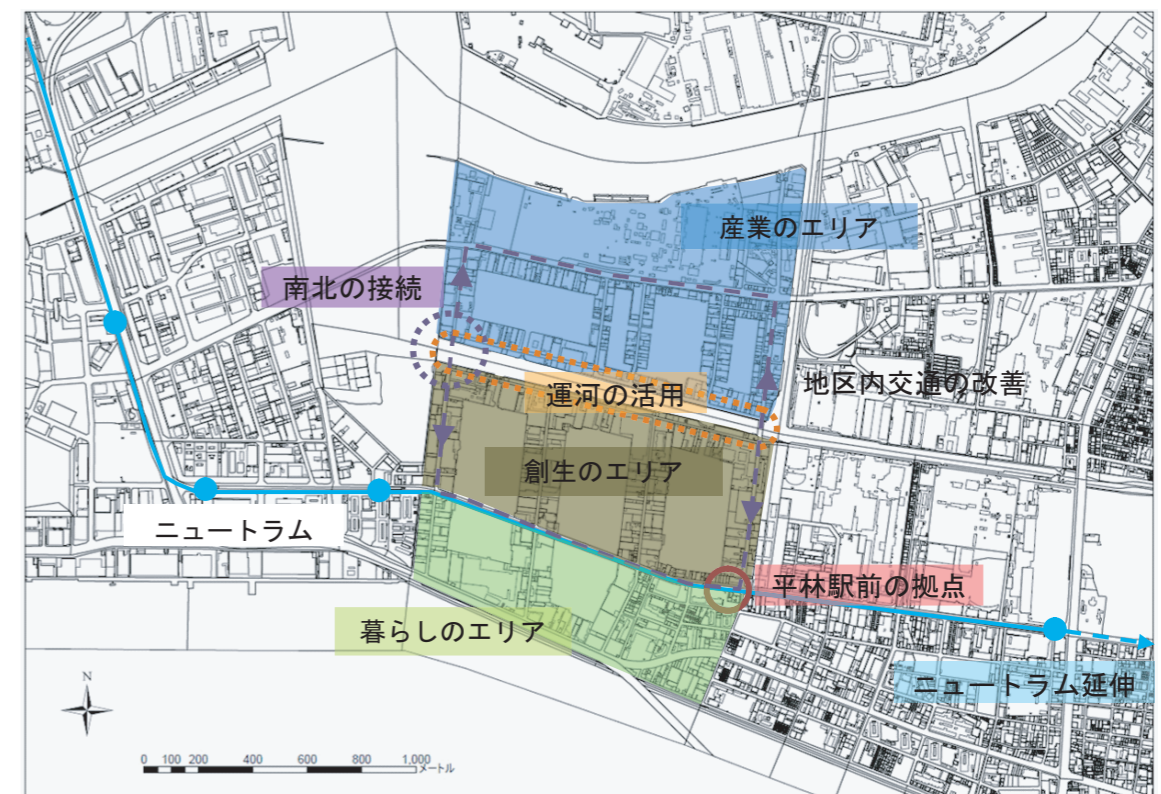 産業のエリア
南北の接続
地区内交通の改善
運河の活用
創生のエリア
ニュートラム
平林駅前の拠点
暮らしのエリア
ニュートラム延伸
N
0 100 200 400 600 800 1,000
メートル